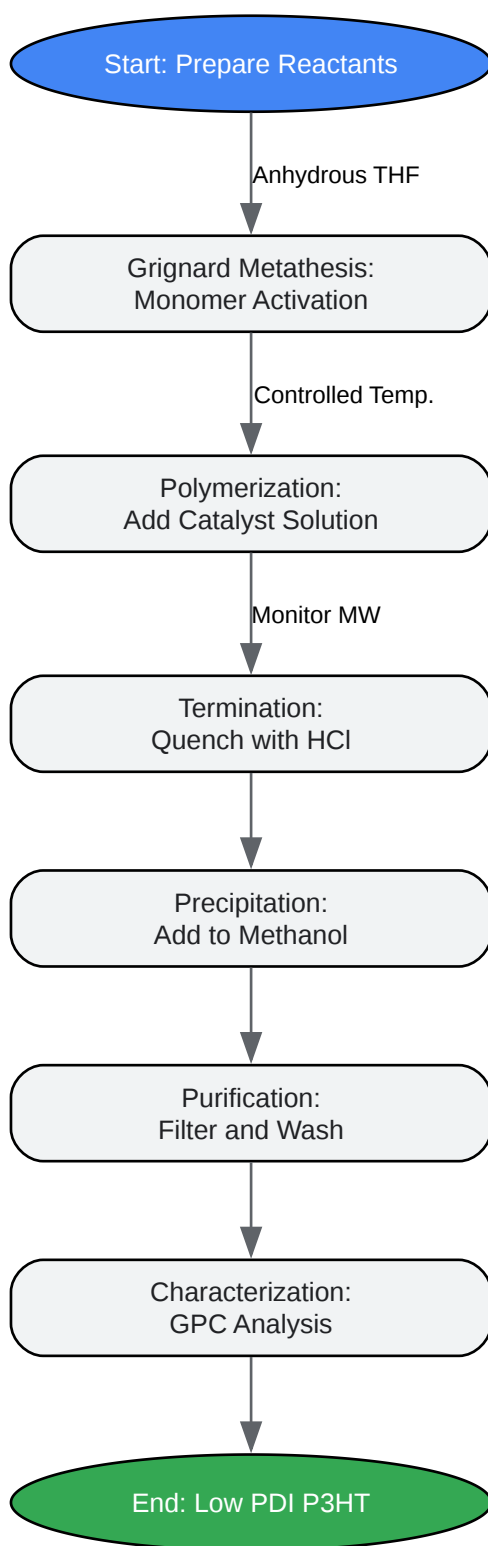 Start: Prepare Reactants
Anhydrous THF
Grignard Metathesis:
Monomer Activation
Controlled Temp.
Polymerization:
Add Catalyst Solution
Monitor MW
Termination:
Quench with HCl
Precipitation:
Add to Methanol
Purification:
Filter and Wash
Characterization:
GPC Analysis
End: Low PDI P3HT